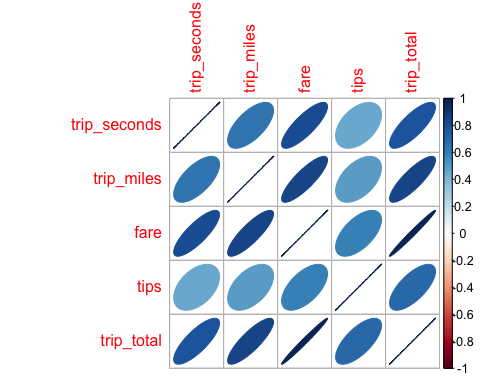 trip_seconds
trip_miles
fare
tips
trip_total
trip_seconds
trip_miles
fare
tips
trip_total
1
0.8
0.6
0.4
0.2
0
-0.2
-0.4
-0.6
-0.8
-1